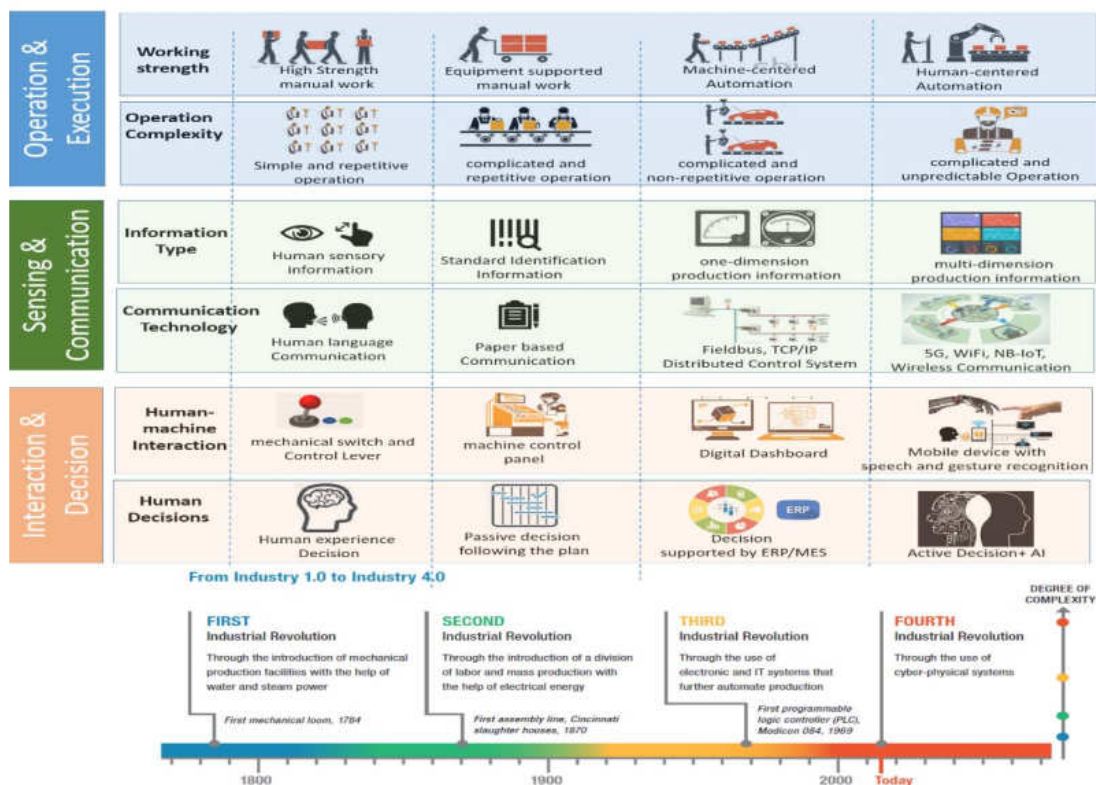 Operation &
Execution
Working
strength
High Strength
manual work
Equipment supported
manual work
Machine-centered
Automation
Human-centered
Automation
Operation
Complexity
Simple and repetitive
operation
complicated and
repetitive operation
complicated and
non-repetitive operation
complicated and
unpredictable Operation
Sensing &
Communication
Information
Type
Human sensory
information
Standard Identification
Information
one-dimension
production information
multi-dimension
production information
Communication
Technology
Human language
Communication
Paper based
Communication
Fieldbus, TCP/IP
Distributed Control System
5G, WiFi, NB-IoT,
Wireless Communication
Interaction &
Decision
Human-
machine
Interaction
mechanical switch and
Control Lever
machine control
panel
Digital Dashboard
Mobile device with
speech and gesture recognition
Human
Decisions
Human experience
Decision
Passive decision
following the plan
ERP
Decision
supported by ERP/MES
Active Decision+ AI
From Industry 1.0 to Industry 4.0
DEGREE OF
COMPLEXITY
FIRST
Industrial Revolution
Through the introduction of mechanical
production facilities with the help of
water and steam power
First mechanical loom, 1784
SECOND
Industrial Revolution
Through the introduction of a division
of labor and mass production with
the help of electrical energy
First assembly line, Cincinnati
slaughter houses, 1870
THIRD
Industrial Revolution
Through the use of
electronic and IT systems that
further automate production
First programmable
logic controller (PLC),
Modicon 084, 1969
FOURTH
Industrial Revolution
Through the use of
cyber-physical systems
1800
1900
2000
Today